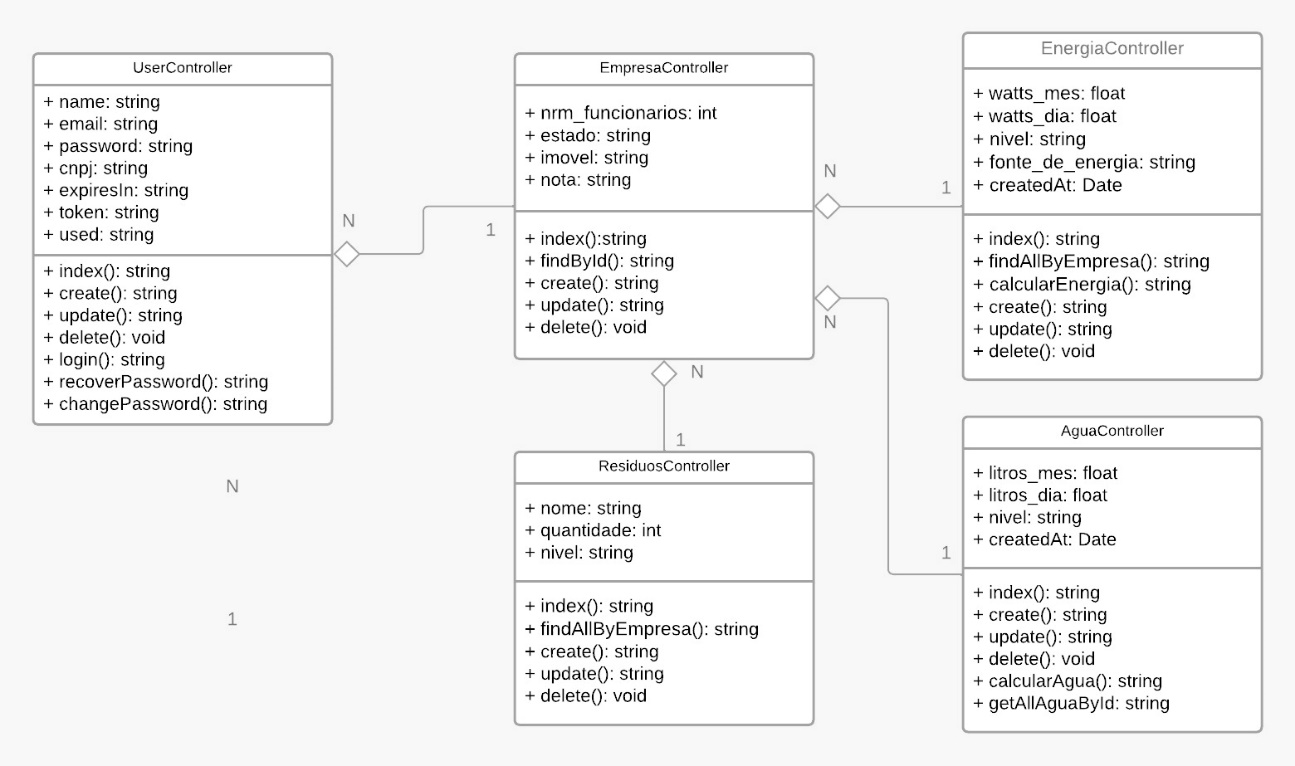 UserController
+ name: string
+ email: string
+ password: string
+ cnpj: string
+ expiresIn: string
+ token: string
+ used: string
+ index(): string
+ create(): string
+ update(): string
+ delete(): void
+ login(): string
+ recoverPassword(): string
+ changePassword(): string
N
1
EmpresaController
+ nrm_funcionarios: int
+ estado: string
+ imovel: string
+ nota: string
+ index():string
+ findById(): string
+ create(): string
+ update(): string
+ delete(): void
N
1
N
1
N
1
EnergiaController
+ watts_mes: float
+ watts_dia: float
+ nivel: string
+ fonte_de_energia: string
+ createdAt: Date
+ index(): string
+ findAllByEmpresa(): string
+ calcularEnergia(): string
+ create(): string
+ update(): string
+ delete(): void
ResiduosController
+ nome: string
+ quantidade: int
+ nivel: string
+ index(): string
+ findAllByEmpresa(): string
+ create(): string
+ update(): string
+ delete(): void
AguaController
+ litros_mes: float
+ litros_dia: float
+ nivel: string
+ createdAt: Date
+ index(): string
+ create(): string
+ update(): string
+ delete(): void
+ calcularAgua(): string
+ getAllAguaById: string
N
1